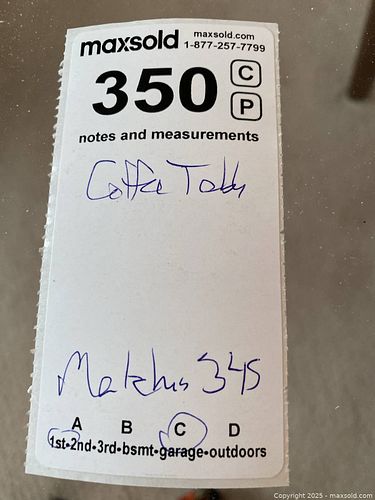 maxsold maxsold.com
1-877-257-7799
350 C
P
notes and measurements
Coffee Table
Matches 345
A B C D
1st-2nd-3rd-bsmt-garage-outdoors
Copyright 2025 - maxsold.com